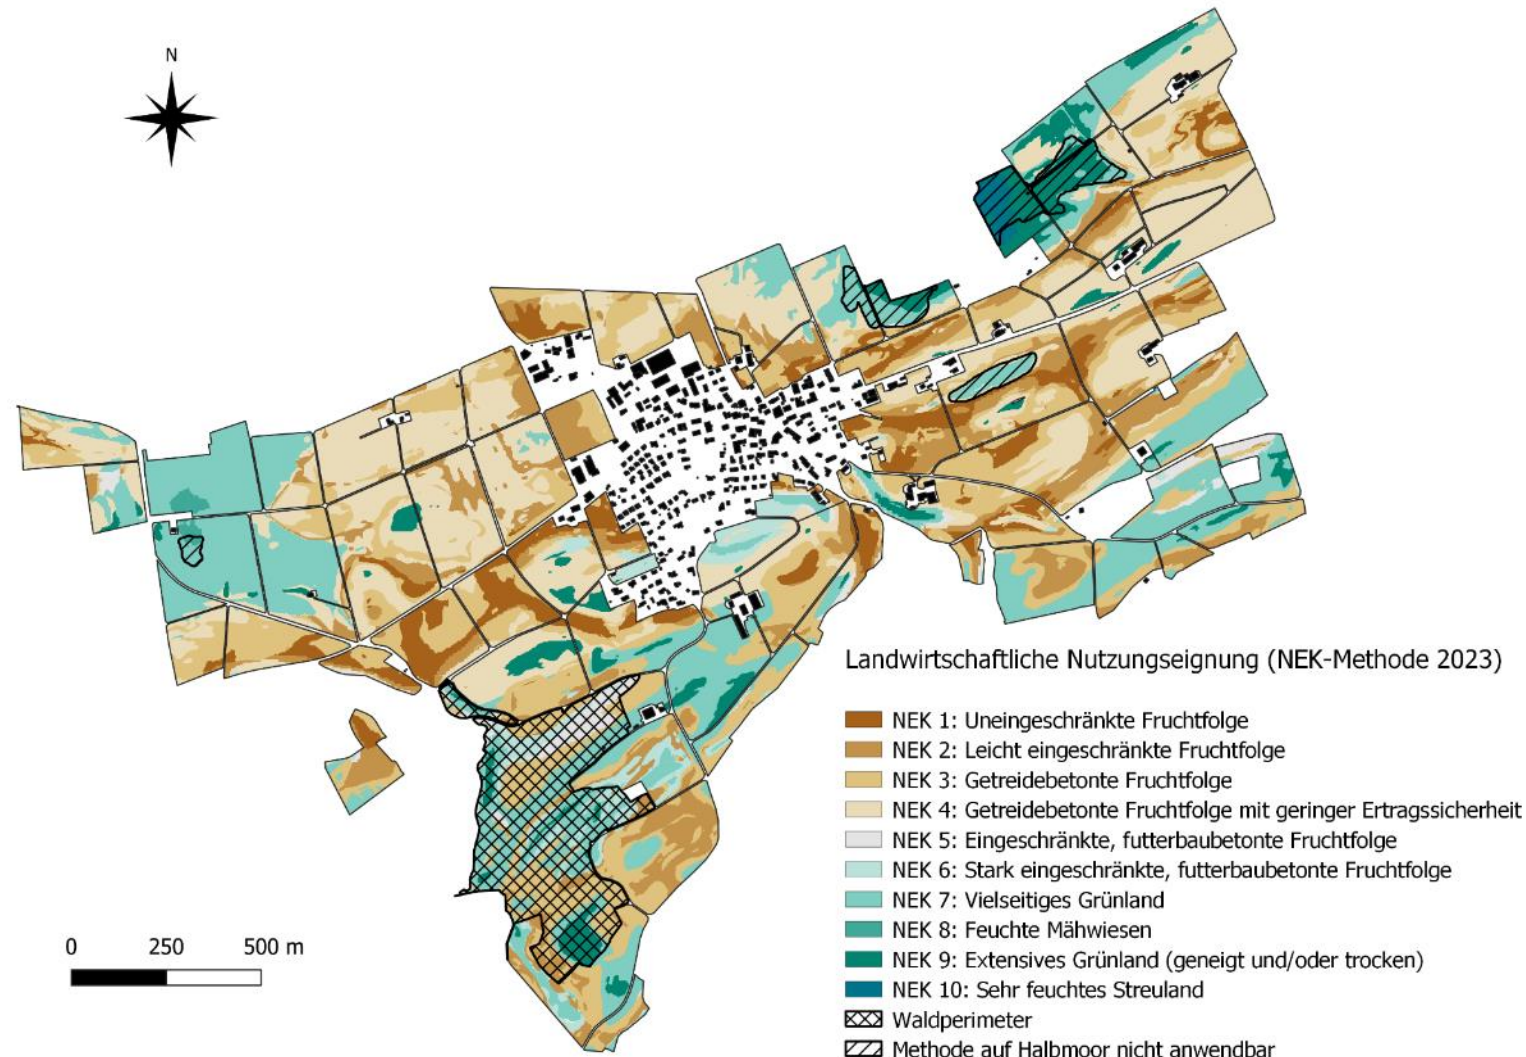 N
Landwirtschaftliche Nutzungseignung (NEK-Methode 2023)
NEK 1: Uneingeschränkte Fruchtfolge
NEK 2: Leicht eingeschränkte Fruchtfolge
NEK 3: Getreidebetonte Fruchtfolge
NEK 4: Getreidebetonte Fruchtfolge mit geringer Ertragssicherheit
NEK 5: Eingeschränkte, futterbaubetonte Fruchtfolge
NEK 6: Stark eingeschränkte, futterbaubetonte Fruchtfolge
NEK 7: Vielseitiges Grünland
NEK 8: Feuchte Mähwiesen
NEK 9: Extensives Grünland (geneigt und/oder trocken)
NEK 10: Sehr feuchtes Streuland
Waldperimeter
Methode auf Halbmoor nicht anwendbar
0 250 500 m